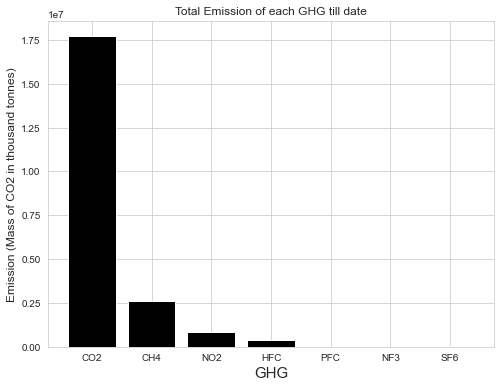 Total Emission of each GHG till date
1e7
Emission (Mass of CO2 in thousand tonnes)
1.75
1.50
1.25
1.00
0.75
0.50
0.25
0.00
CO2 CH4 NO2 HFC PFC NF3 SF6
GHG